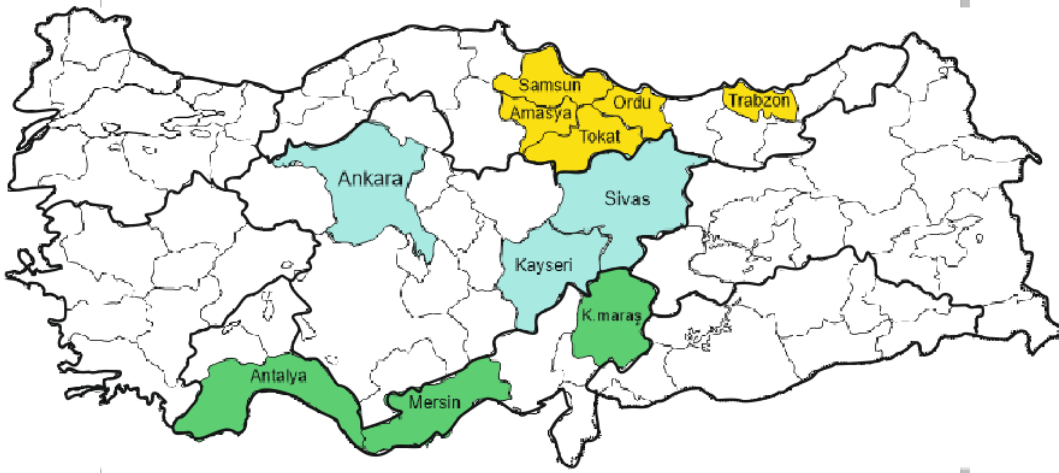 Samsun
Ordu
Trabzon
Amasya
Tokat
Ankara
Sivas
Kayseri
K.maraş
Antalya
Mersin